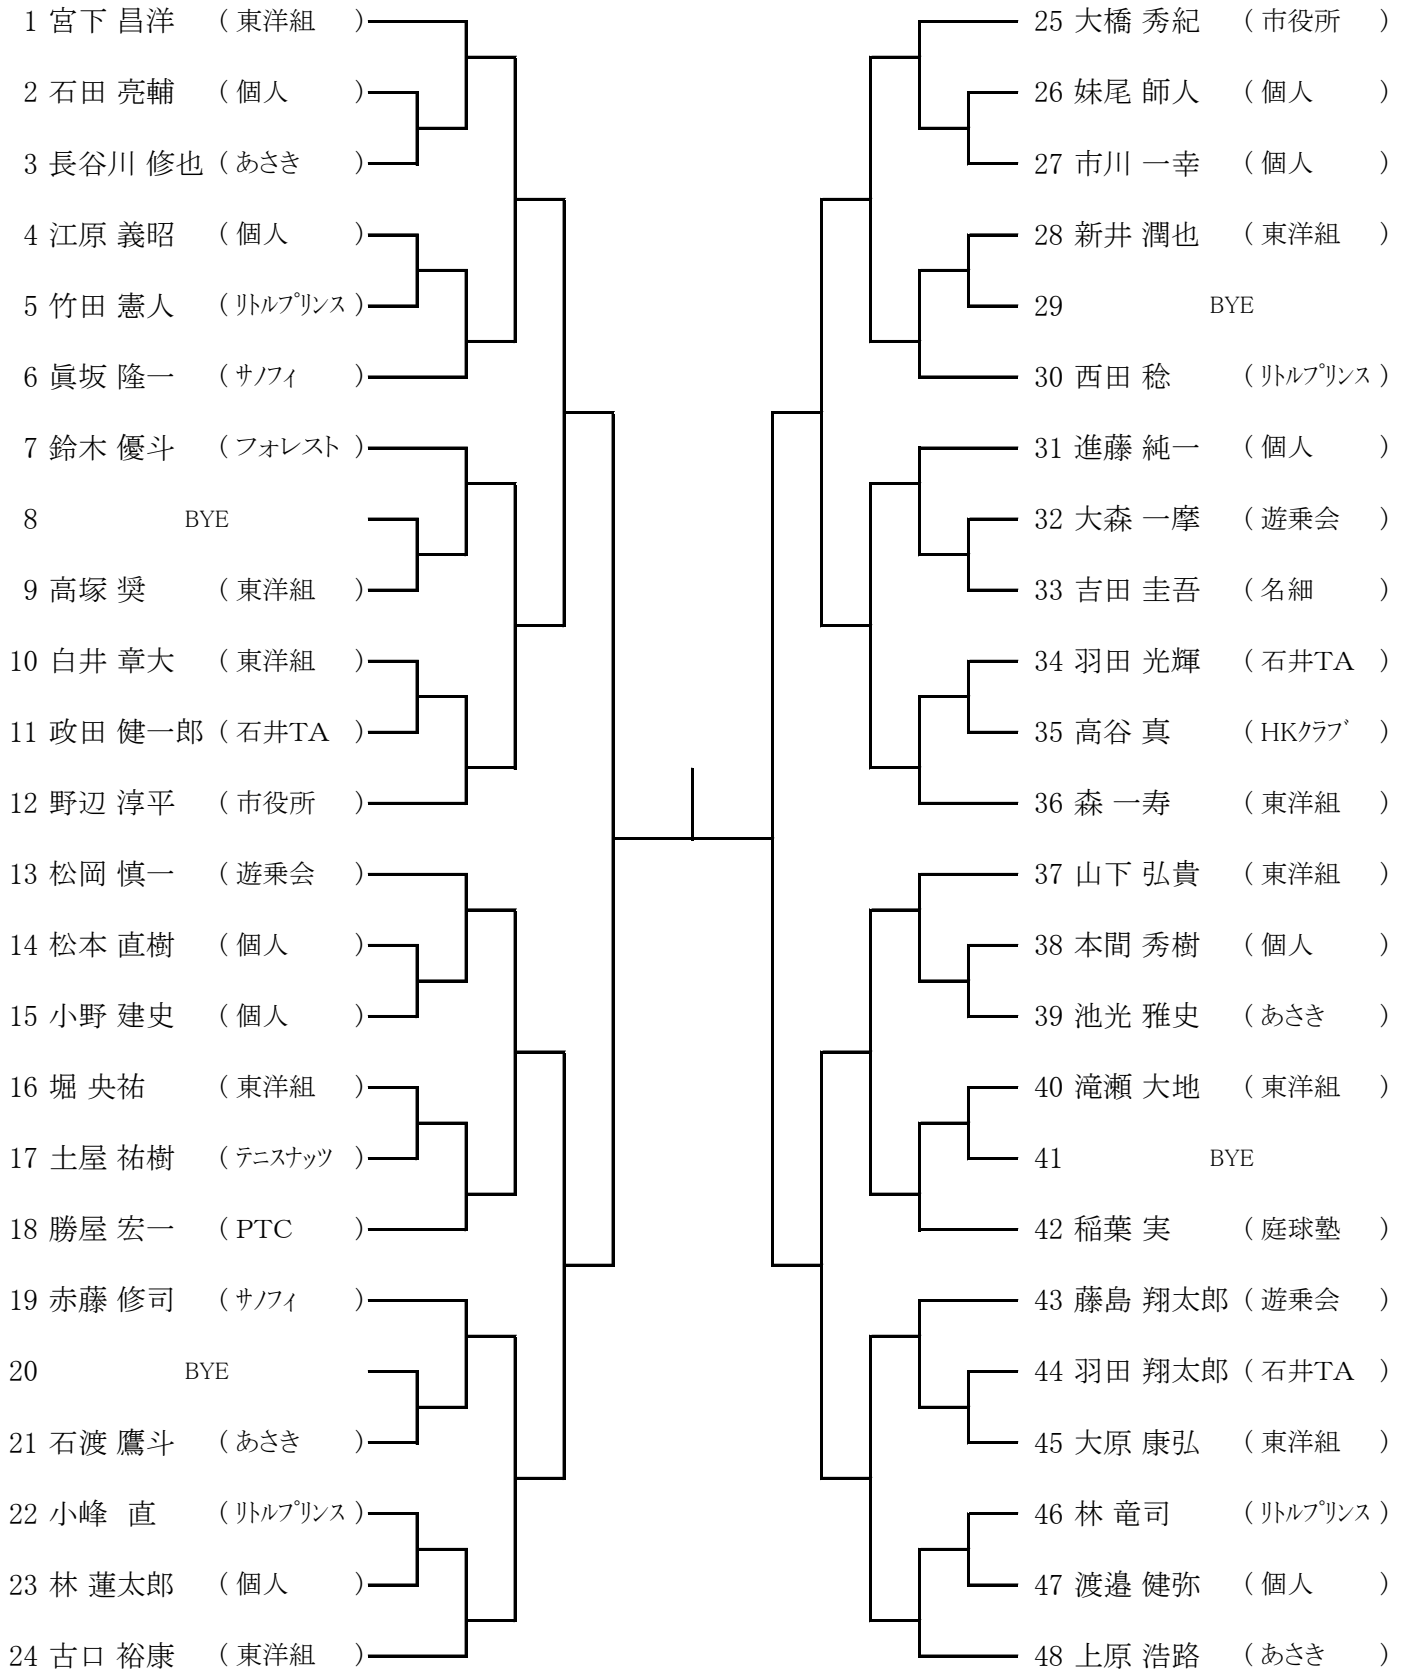 1 宮下 昌洋 ( 東洋組 )
2 石田 亮輔 ( 個人 )
3 長谷川 修也 ( あさき )
4 江原 義昭 ( 個人 )
5 竹田 憲人 ( リトルプリンス )
6 眞坂 隆一 ( サノフィ )
7 鈴木 優斗 ( フォレスト )
8 BYE
9 高塚 奨 ( 東洋組 )
10 白井 章大 ( 東洋組 )
11 政田 健一郎 ( 石井TA )
12 野辺 淳平 ( 市役所 )
13 松岡 慎一 ( 遊乗会 )
14 松本 直樹 ( 個人 )
15 小野 建史 ( 個人 )
16 堀 央祐 ( 東洋組 )
17 土屋 祐樹 ( テニスナッツ )
18 勝屋 宏一 ( PTC )
19 赤藤 修司 ( サノフィ )
20 BYE
21 石渡 鷹斗 ( あさき )
22 小峰 直 ( リトルプリンス )
23 林 蓮太郎 ( 個人 )
24 古口 裕康 ( 東洋組 )
25 大橋 秀紀 ( 市役所 )
26 妹尾 師人 ( 個人 )
27 市川 一幸 ( 個人 )
28 新井 潤也 ( 東洋組 )
29 BYE
30 西田 稔 ( リトルプリンス )
31 進藤 純一 ( 個人 )
32 大森 一摩 ( 遊乗会 )
33 吉田 圭吾 ( 名細 )
34 羽田 光輝 ( 石井TA )
35 高谷 真 ( HKクラブ )
36 森 一寿 ( 東洋組 )
37 山下 弘貴 ( 東洋組 )
38 本間 秀樹 ( 個人 )
39 池光 雅史 ( あさき )
40 滝瀬 大地 ( 東洋組 )
41 BYE
42 稲葉 実 ( 庭球塾 )
43 藤島 翔太郎 ( 遊乗会 )
44 羽田 翔太郎 ( 石井TA )
45 大原 康弘 ( 東洋組 )
46 林 竜司 ( リトルプリンス )
47 渡邉 健弥 ( 個人 )
48 上原 浩路 ( あさき )